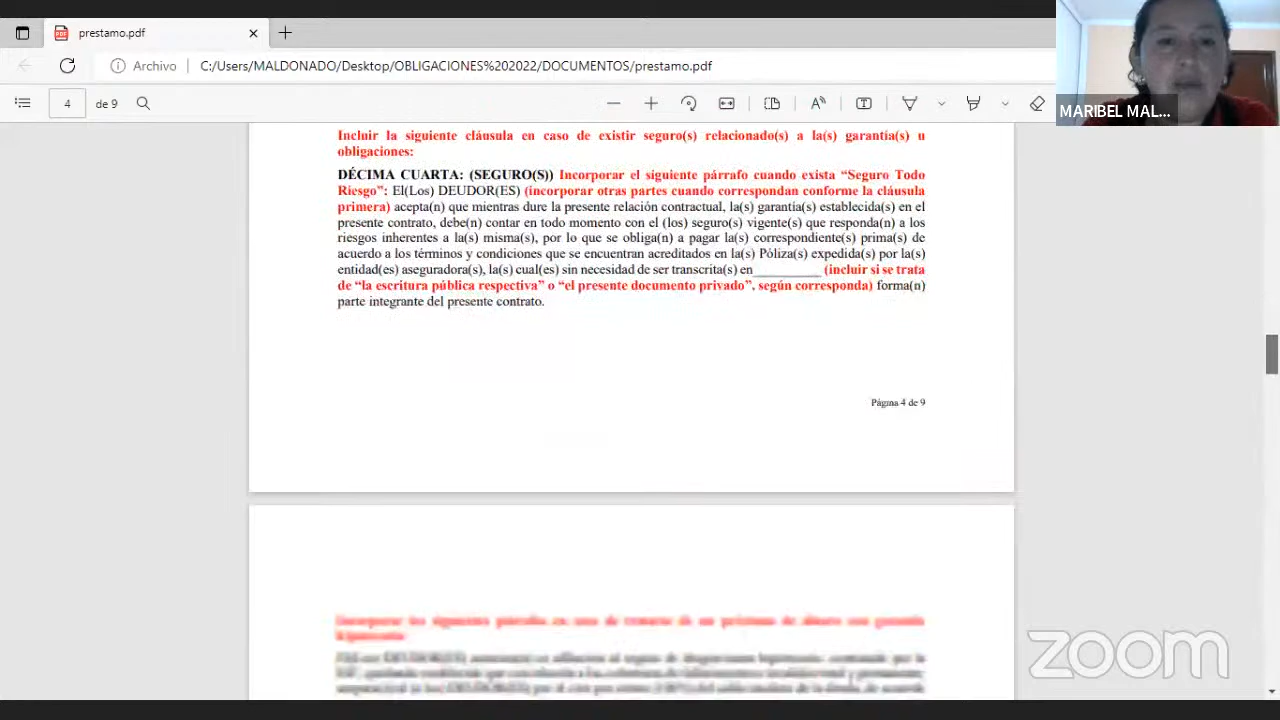 prestamo.pdf
Archivo
C:/Users/MALDONADO/Desktop/OBLIGACIONES%202022/DOCUMENTOS/prestamo.pdf
4 de 9
MARIBEL MAL...
Incluir la siguiente cláusula en caso de existir seguro(s) relacionado(s) a la(s) garantía(s) u
obligaciones:
DÉCIMA CUARTA: (SEGURO(S)) Incorporar el siguiente párrafo cuando exista “Seguro Todo
Riesgo”: El(Los) DEUDOR(ES) (incorporar otras partes cuando correspondan conforme la cláusula
primera) acepta(n) que mientras dure la presente relación contractual, la(s) garantía(s) establecida(s) en el
presente contrato, debe(n) contar en todo momento con el (los) seguro(s) vigente(s) que responda(n) a los
riesgos inherentes a la(s) misma(s), por lo que se obliga(n) a pagar la(s) correspondiente(s) prima(s) de
acuerdo a los términos y condiciones que se encuentran acreditados en la(s) Póliza(s) expedida(s) por la(s)
entidad(es) aseguradora(s), la(s) cual(es) sin necesidad de ser transcrita(s) en__________ (incluir si se trata
de “la escritura pública respectiva” o “el presente documento privado”, según corresponda) forma(n)
parte integrante del presente contrato.
Página 4 de 9
zoom